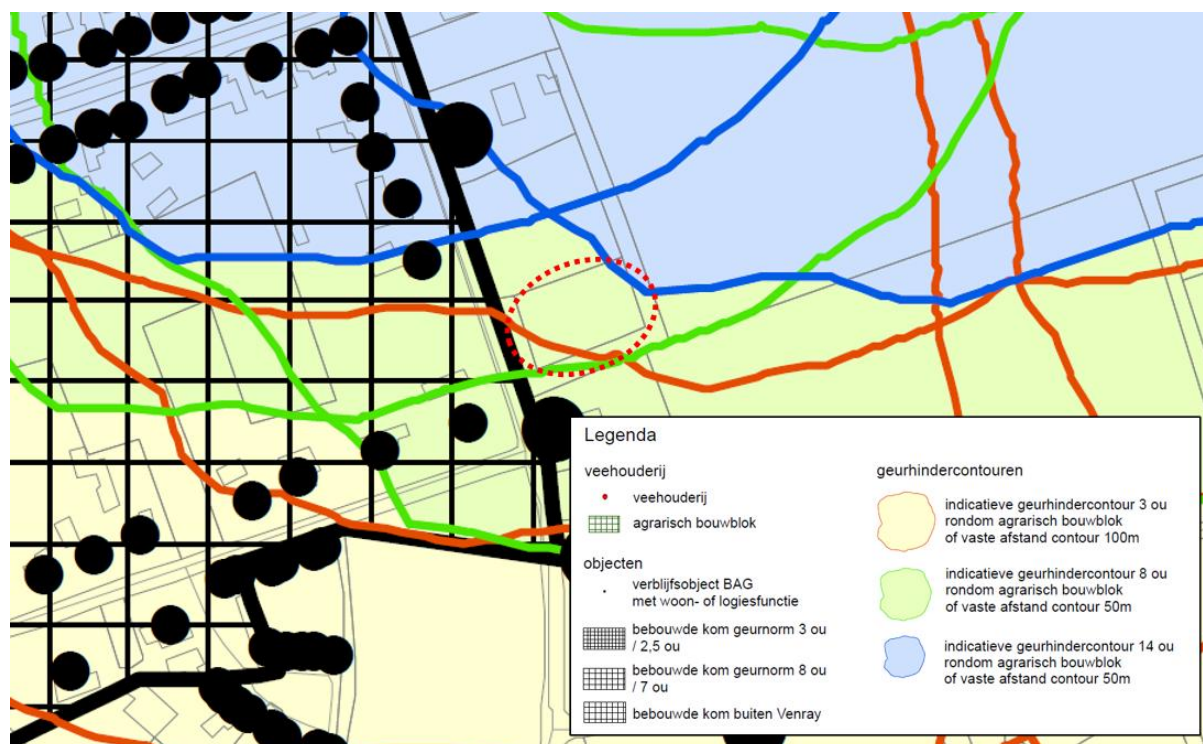 Legenda
veehouderij
veehouderij
agrarisch bouwblok
objecten
verblijfsobject BAG
met woon- of logiesfunctie
bebouwde kom geurnorm 3 ou
/ 2,5 ou
bebouwde kom geurnorm 8 ou
/ 7 ou
bebouwde kom buiten Venray
geurhindercontouren
indicatieve geurhindercontour 3 ou
rondom agrarisch bouwblok
of vaste afstand contour 100m
indicatieve geurhindercontour 8 ou
rondom agrarisch bouwblok
of vaste afstand contour 50m
indicatieve geurhindercontour 14 ou
rondom agrarisch bouwblok
of vaste afstand contour 50m